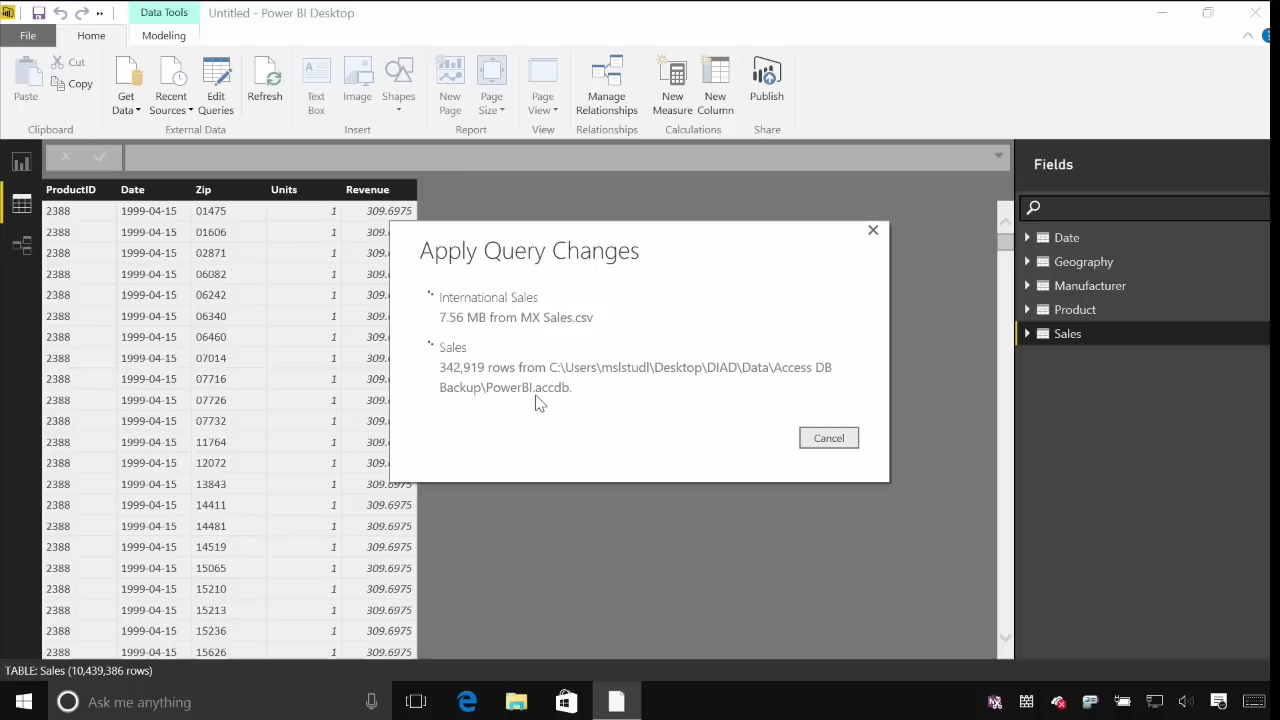 Data Tools
Untitled - Power BI Desktop
File
Home
Modeling
Paste
Cut
Copy
Get Data
Recent Sources
Edit Queries
Refresh
Text Box
Image
Shapes
New Page
Page Size
Page View
Manage Relationships
New Measure
New Column
Publish
Clipboard
External Data
Insert
Report
View
Relationships
Calculations
Share
ProductID Date Zip Units Revenue
2388 1999-04-15 01475 1 309.6975
2388 1999-04-15 01606 1 309.
2388 1999-04-15 02871 1 309.
2388 1999-04-15 06082 1 309.
2388 1999-04-15 06242 1 309.
2388 1999-04-15 06340 1 309.
2388 1999-04-15 06460 1 309.
2388 1999-04-15 07014 1 309.
2388 1999-04-15 07716 1 309.
2388 1999-04-15 07726 1 309.
2388 1999-04-15 07732 1 309.
2388 1999-04-15 11764 1 309.
2388 1999-04-15 12072 1 309.
2388 1999-04-15 13843 1 309.6975
2388 1999-04-15 14411 1 309.6975
2388 1999-04-15 14481 1 309.6975
2388 1999-04-15 14519 1 309.6975
2388 1999-04-15 15065 1 309.6975
2388 1999-04-15 15210 1 309.6975
2388 1999-04-15 15213 1 309.6975
2388 1999-04-15 15236 1 309.6975
2388 1999-04-15 15626 1 309.6975
Apply Query Changes
International Sales
7.56 MB from MX Sales.csv
Sales
342,919 rows from C:\Users\mslstudl\Desktop\DIAD\Data\Access DB
Backup\PowerBI.accdb.
Cancel
Fields
Date
Geography
Manufacturer
Product
Sales
TABLE: Sales (10,439,386 rows)
Ask me anything